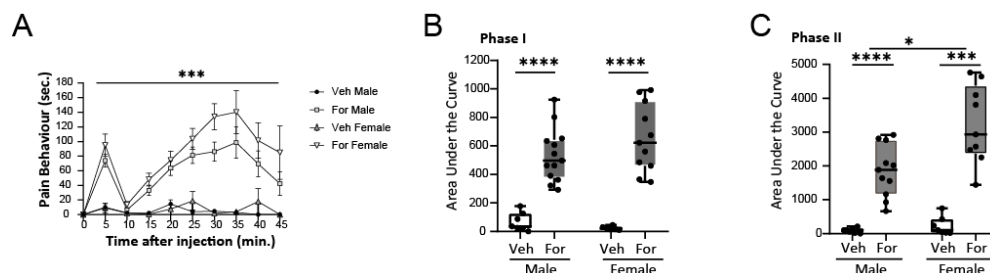 A
Pain Behaviour (sec.)
180
160
140
120
100
80
60
40
20
0
***
0 5 10 15 20 25 30 35 40 45
Time after injection (min.)
Veh Male
For Male
Veh Female
For Female
B
Phase I
Area Under the Curve
1200
1000
800
600
400
200
0
**** ****
Veh For Veh For
Male Female
C
Phase II
Area Under the Curve
5000
4000
3000
2000
1000
0
*
**** ***
Veh For Veh For
Male Female